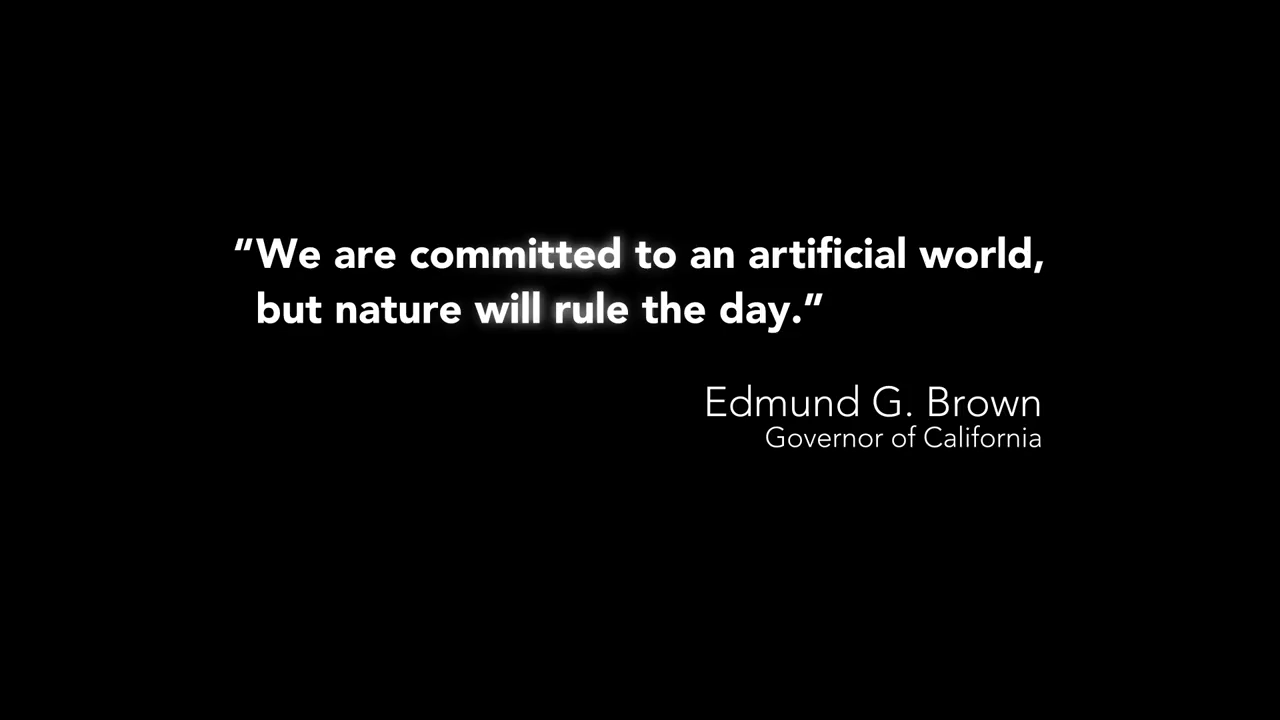 “We are committed to an artificial world,
but nature will rule the day.”
Edmund G. Brown
Governor of California